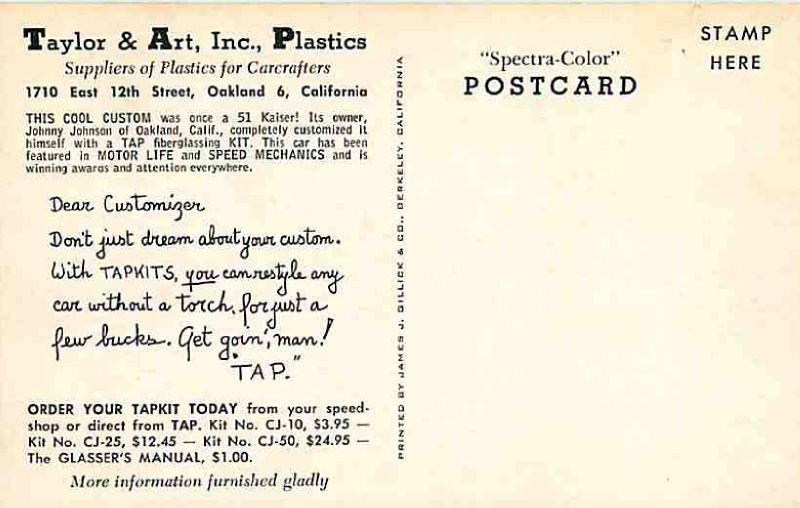 Taylor & Art, Inc., Plastics
Suppliers of Plastics for Carcrafters
1710 East 12th Street, Oakland 6, California
THIS COOL CUSTOM was once a 51 Kaiser! Its owner,
Johnny Johnson of Oakland, Calif., completely customized it
himself with a TAP fiberglassing KIT. This car has been
featured in MOTOR LIFE and SPEED MECHANICS and is
winning awards and attention everywhere.
Dear Customizer
Don't just dream about your custom.
With TAPKITS, you can restyle any
car without a torch, for just a
few bucks. Get goin', man!
"TAP."
ORDER YOUR TAPKIT TODAY from your speed-
shop or direct from TAP. Kit No. CJ-10, $3.95 —
Kit No. CJ-25, $12.45 — Kit No. CJ-50, $24.95 —
The GLASSER'S MANUAL, $1.00.
More information furnished gladly
PRINTED BY JAMES J. GILLICK & CO., BERKELEY, CALIFORNIA
"Spectra-Color"
POSTCARD
STAMP
HERE